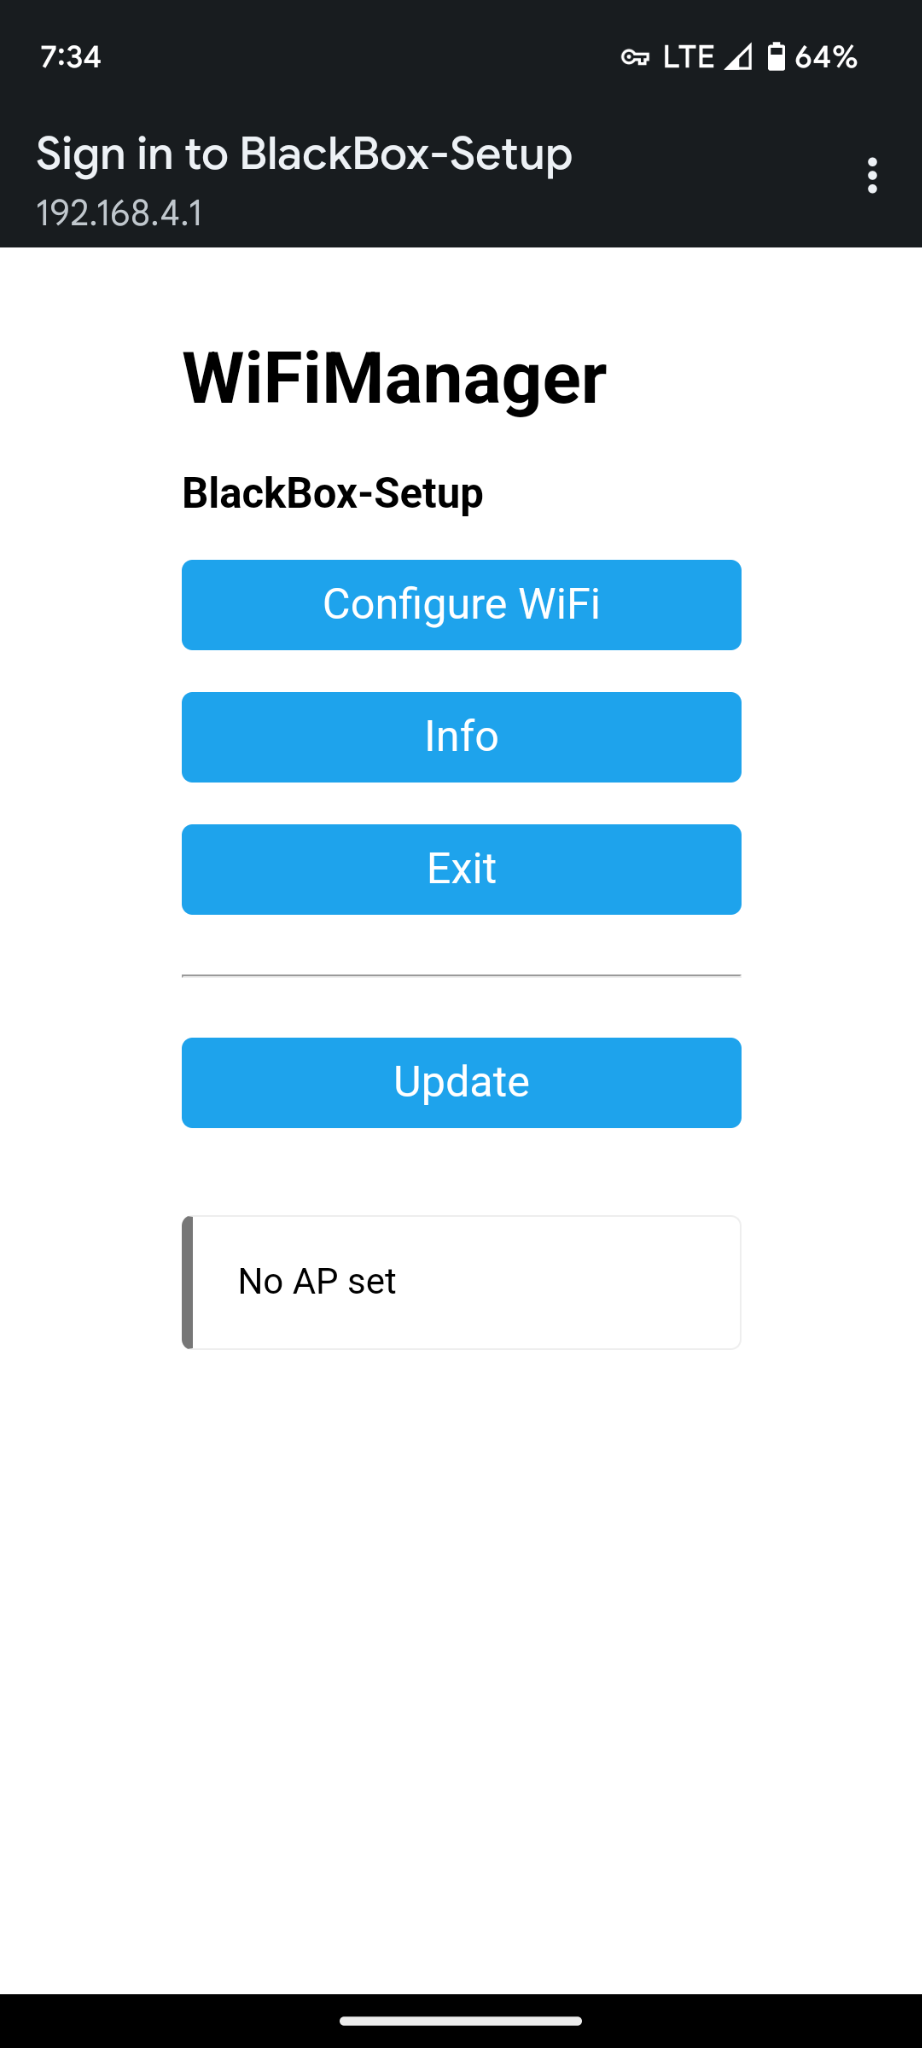 7:34 LTE 64%
Sign in to BlackBox-Setup
192.168.4.1
WiFiManager
BlackBox-Setup
Configure WiFi
Info
Exit
Update
No AP set